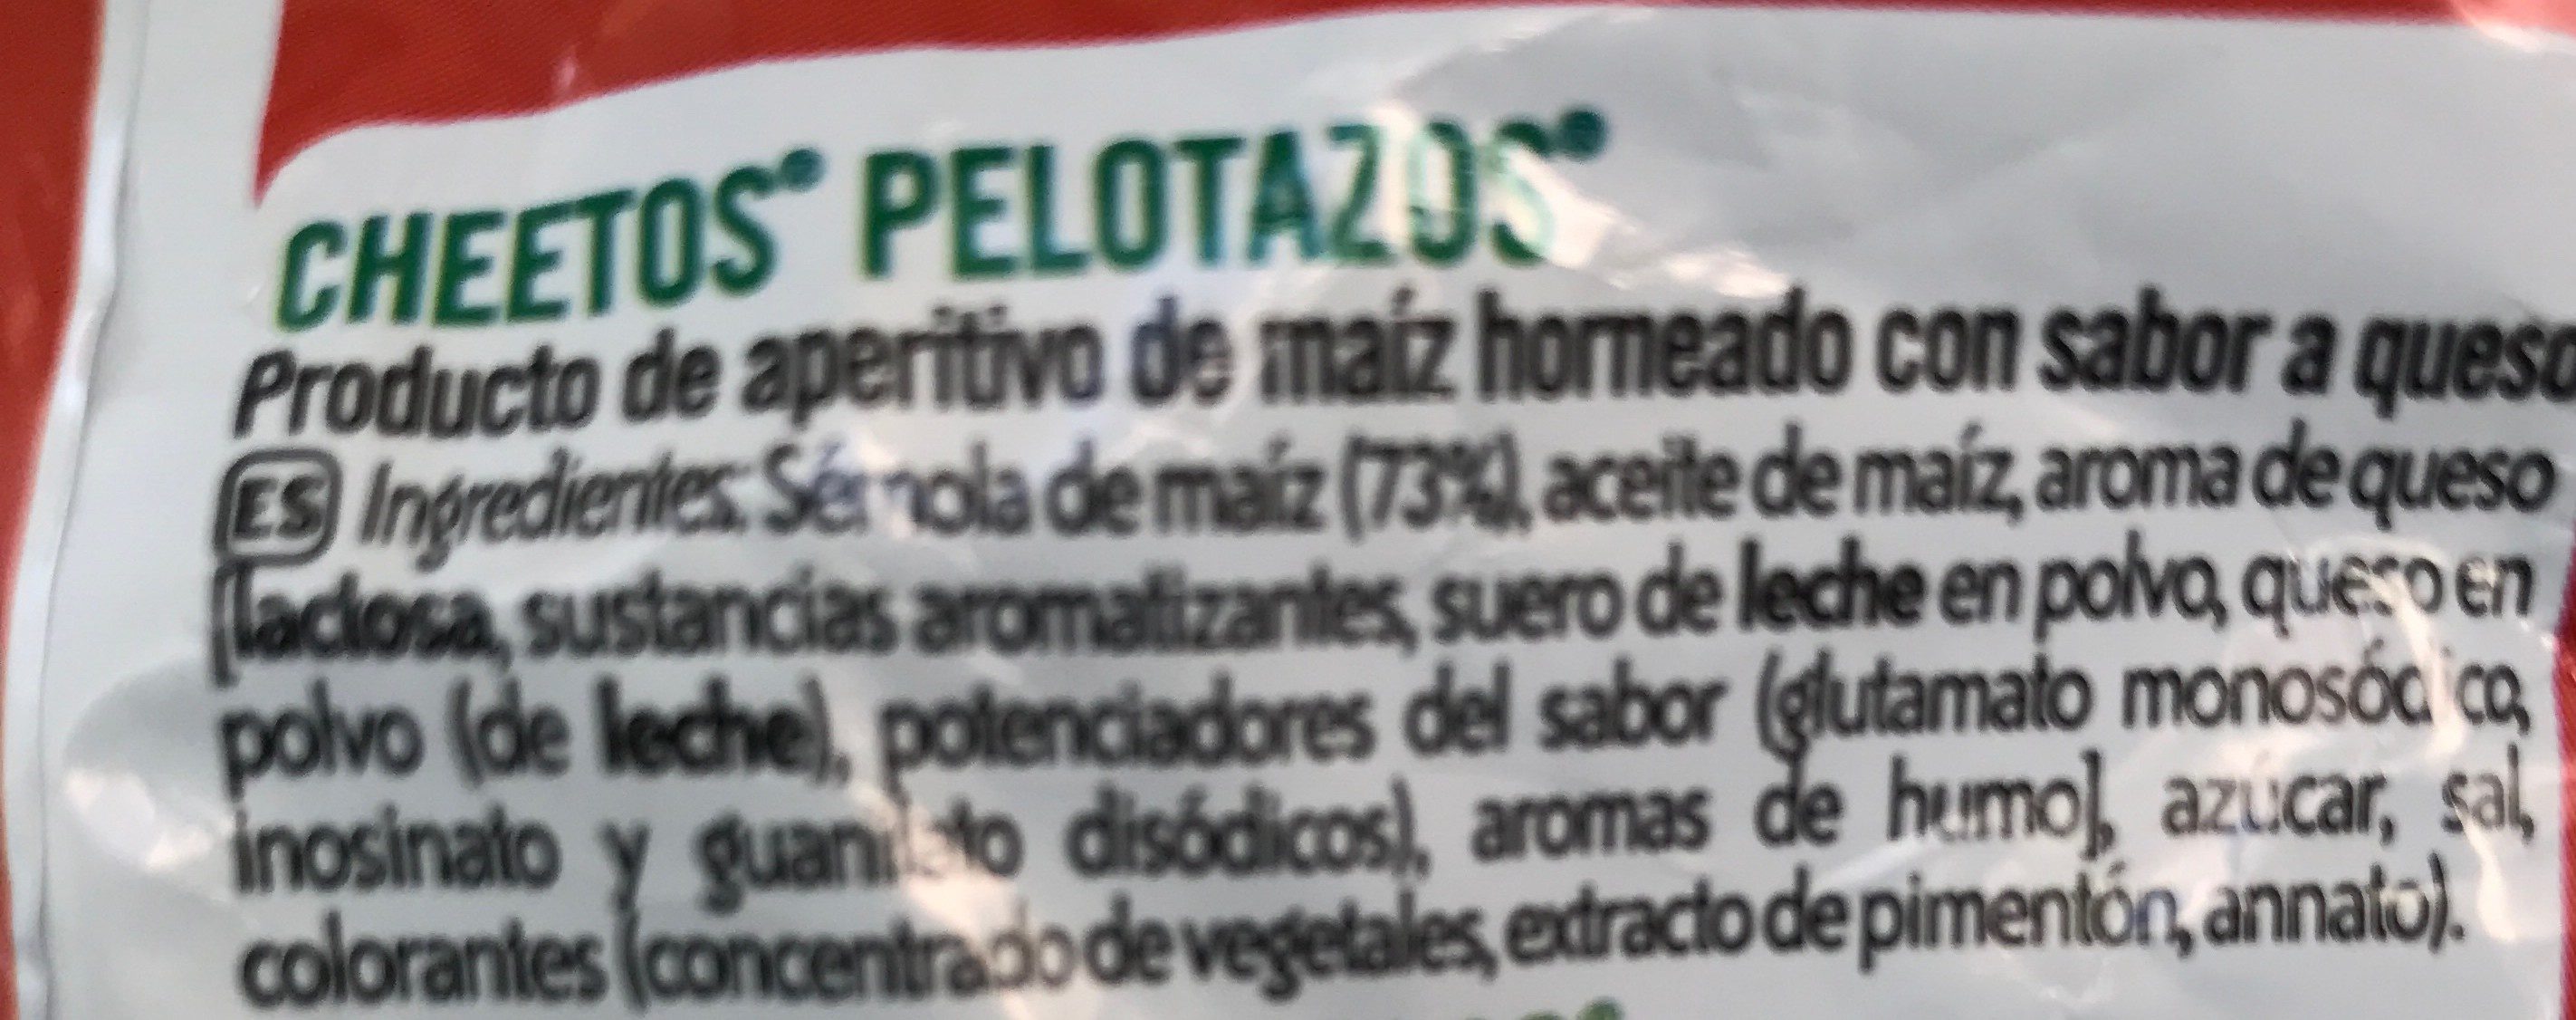 CHEETOS® PELOTAZOS®
Producto de aperitivo de maíz horneado con sabor a queso
ES Ingredientes: Sémola de maíz (73%), aceite de maíz, aroma de queso
[lactosa, sustancias aromatizantes, suero de leche en polvo, queso en
polvo (de leche), potenciadores del sabor (glutamato monosódico,
inosinato y guanilato disódicos), aromas de humo], azúcar, sal,
colorantes (concentrado de vegetales, extracto de pimentón, annato).